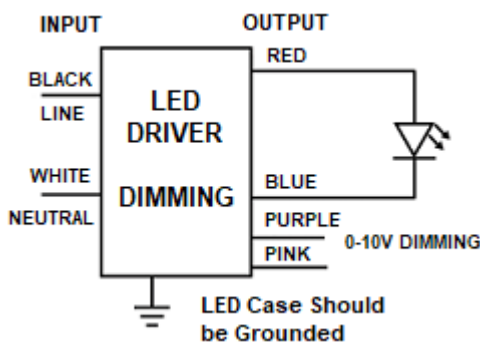 INPUT
OUTPUT
RED
BLACK
LINE
LED
DRIVER
WHITE
DIMMING
BLUE
NEUTRAL
PURPLE
0-10V DIMMING
PINK
LED Case Should
be Grounded